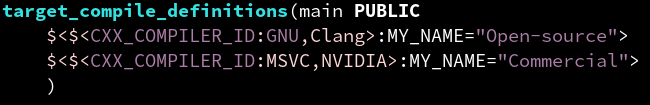 target_compile_definitions(main PUBLIC
$<$<CXX_COMPILER_ID:GNU,Clang>:MY_NAME="Open-source">
$<$<CXX_COMPILER_ID:MSVC,NVIDIA>:MY_NAME="Commercial">
)